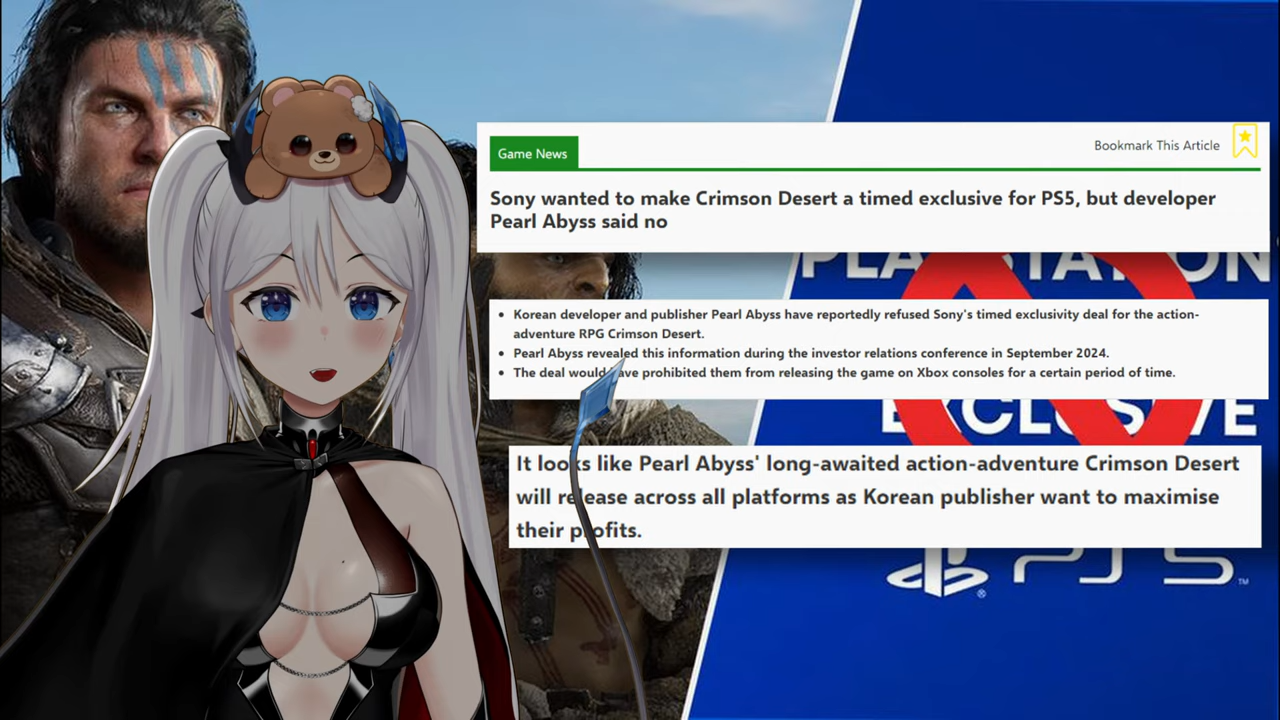 Game News
Bookmark This Article
Sony wanted to make Crimson Desert a timed exclusive for PS5, but developer
Pearl Abyss said no
PLAYSTATION
• Korean developer and publisher Pearl Abyss have reportedly refused Sony's timed exclusivity deal for the action-
adventure RPG Crimson Desert.
• Pearl Abyss revealed this information during the investor relations conference in September 2024.
• The deal would have prohibited them from releasing the game on Xbox consoles for a certain period of time.
EXCLUSIVE
It looks like Pearl Abyss' long-awaited action-adventure Crimson Desert
will release across all platforms as Korean publisher want to maximise
their profits.
PS5™